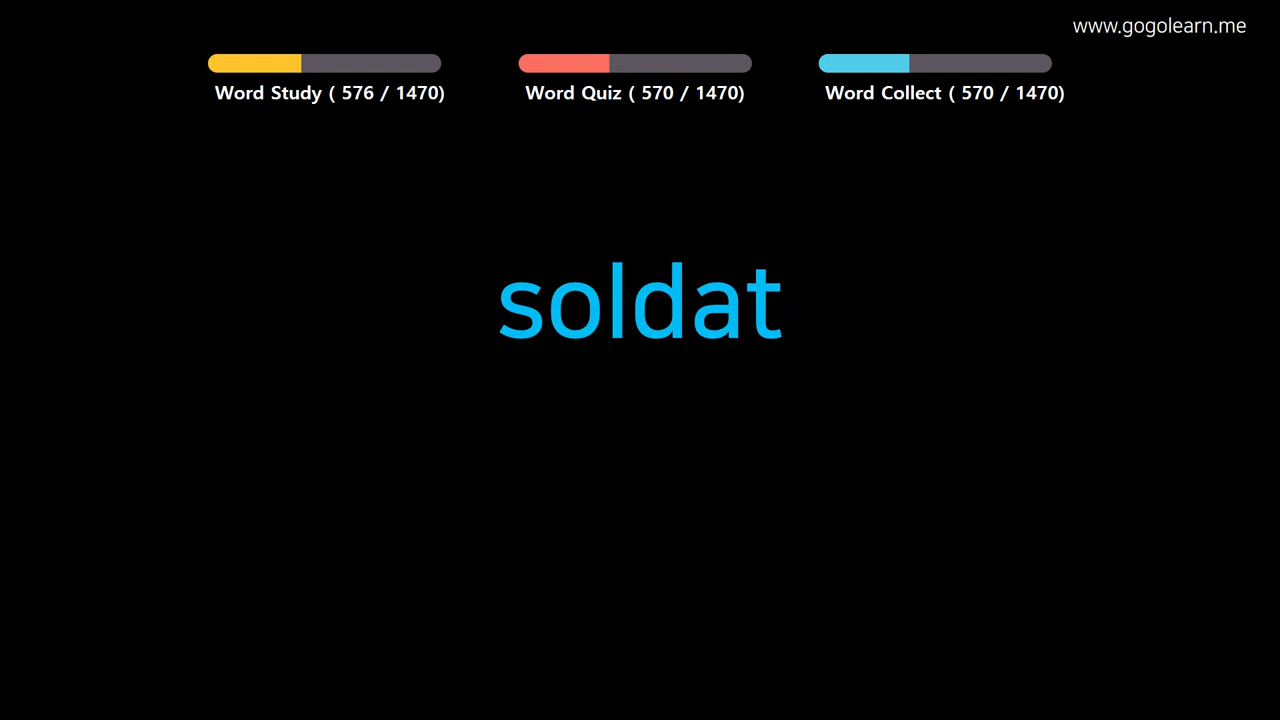 www.gogolearn.me
Word Study ( 576 / 1470)
Word Quiz ( 570 / 1470)
Word Collect ( 570 / 1470)
soldat